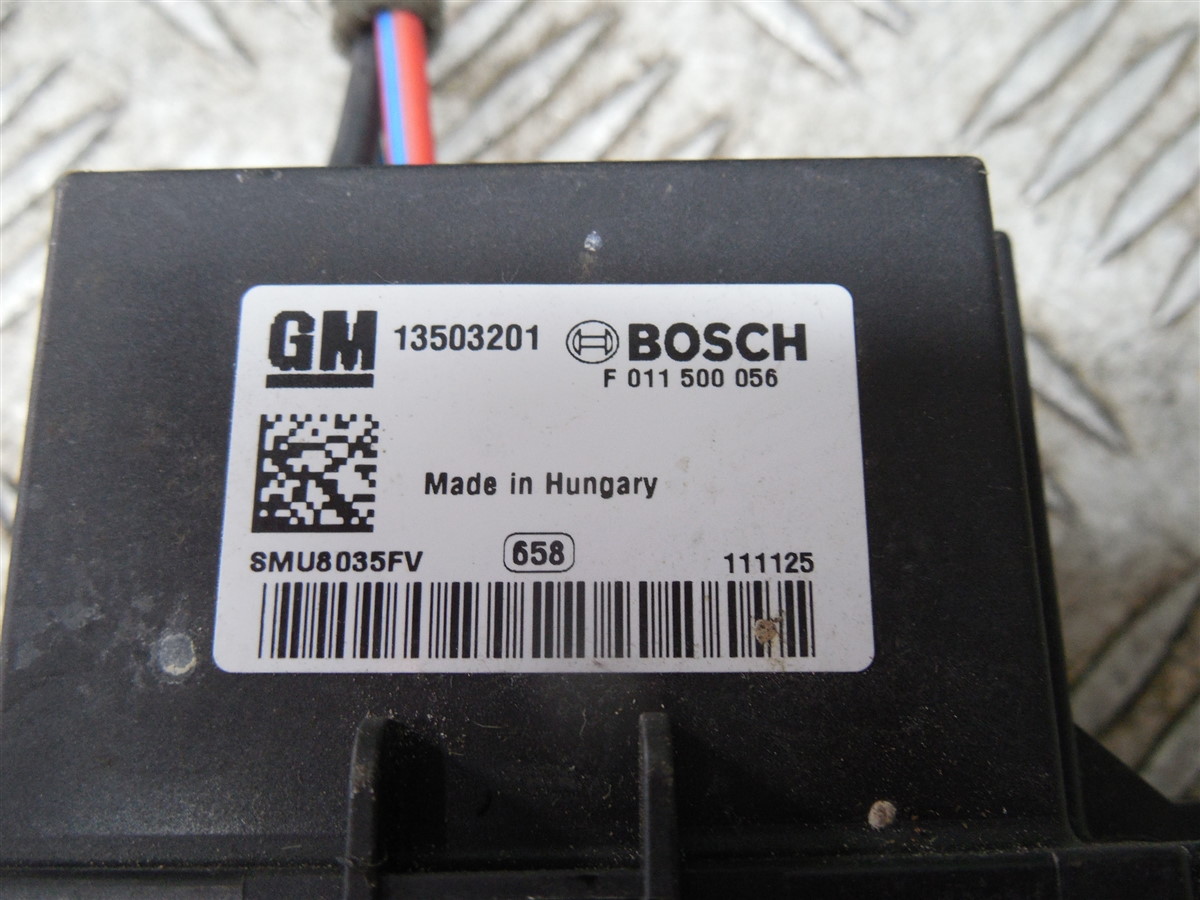 GM 13503201 BOSCH
F 011 500 056
Made in Hungary
SMU8035FV 658 111125